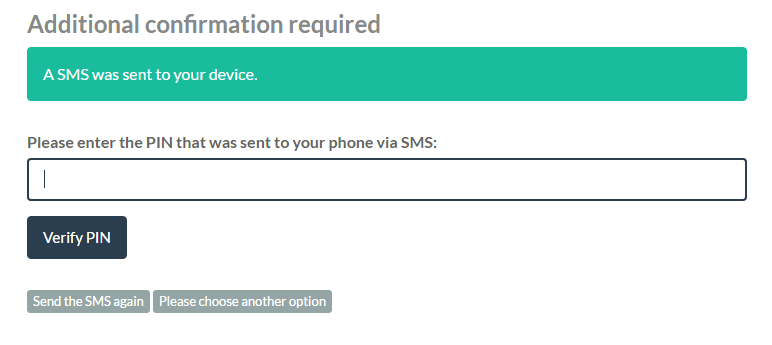 Additional confirmation required
A SMS was sent to your device.
Please enter the PIN that was sent to your phone via SMS:
Verify PIN
Send the SMS again Please choose another option